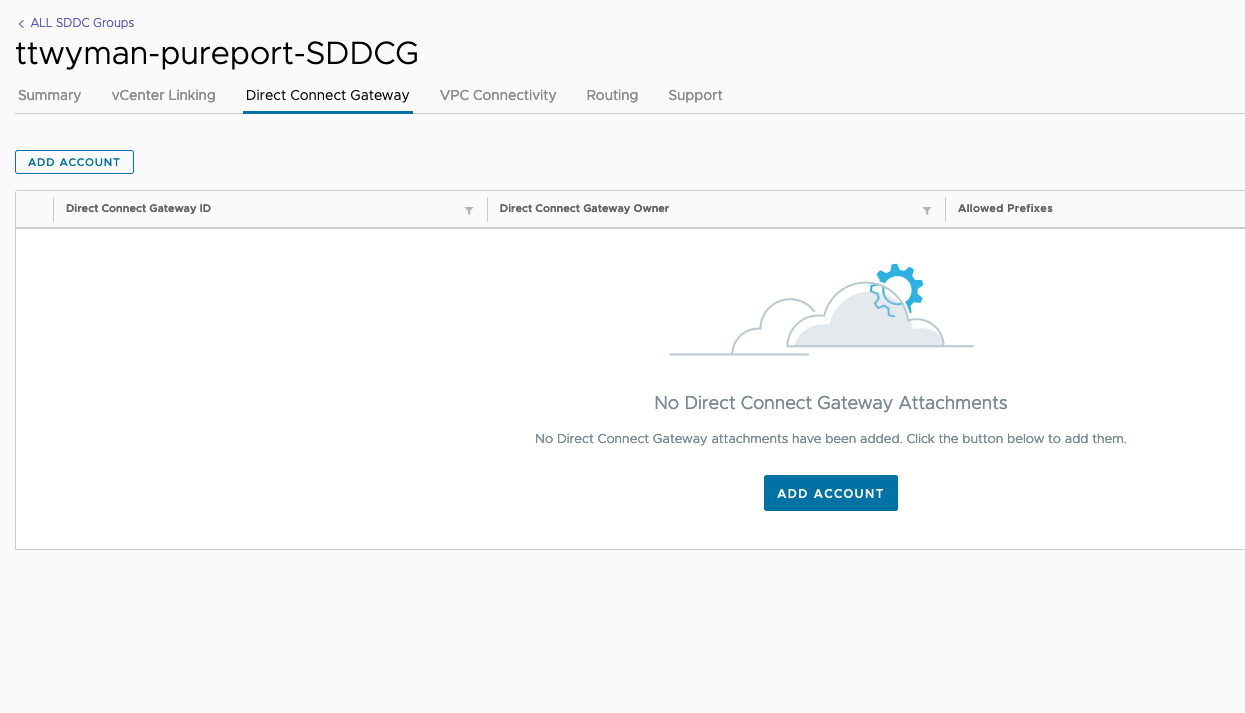 ALL SDDC Groups
ttwyman-pureport-SDDCG
Summary vCenter Linking Direct Connect Gateway VPC Connectivity Routing Support
ADD ACCOUNT
Direct Connect Gateway ID Direct Connect Gateway Owner Allowed Prefixes
No Direct Connect Gateway Attachments
No Direct Connect Gateway attachments have been added. Click the button below to add them.
ADD ACCOUNT